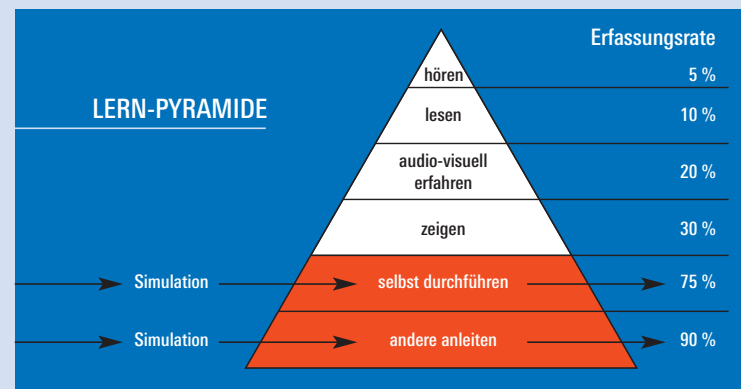 Erfassungsrate
hören 5 %
LERN-PYRAMIDE
lesen 10 %
audio-visuell
erfahren
20 %
zeigen 30 %
Simulation selbst durchführen 75 %
Simulation andere anleiten 90 %